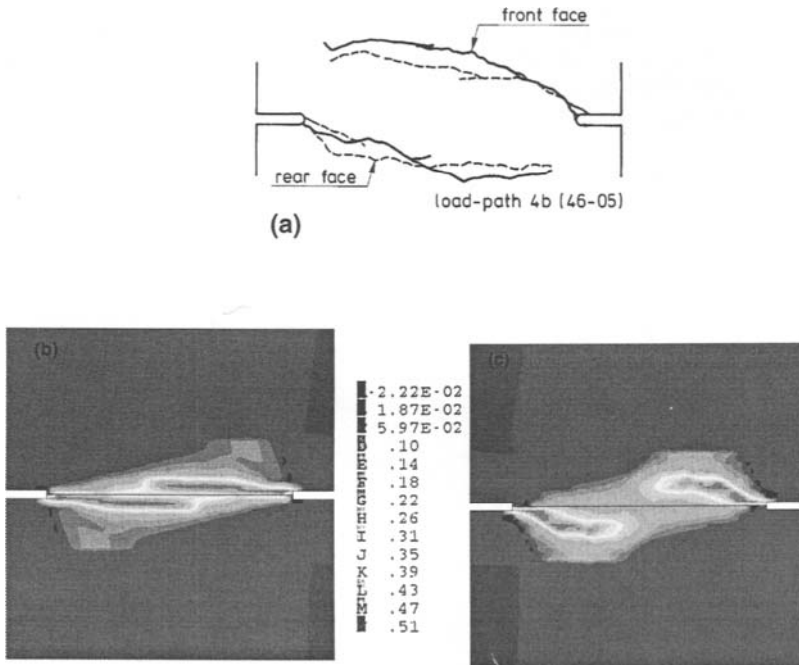 front face
rear face
load-path 4b (46-05)
(a)
(b)
(c)
-2.22E-02
1.87E-02
5.97E-02
D .10
E .14
F .18
G .22
H .26
I .31
J .35
K .39
L .43
M .47
.51